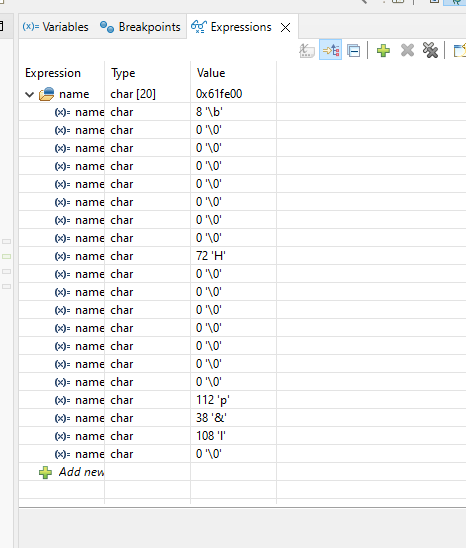 (x)= Variables Breakpoints Expressions
Expression Type Value
name char [20] 0x61fe00
(x)= name char 8 '\b'
(x)= name char 0 '\0'
(x)= name char 0 '\0'
(x)= name char 0 '\0'
(x)= name char 0 '\0'
(x)= name char 0 '\0'
(x)= name char 0 '\0'
(x)= name char 0 '\0'
(x)= name char 72 'H'
(x)= name char 0 '\0'
(x)= name char 0 '\0'
(x)= name char 0 '\0'
(x)= name char 0 '\0'
(x)= name char 0 '\0'
(x)= name char 0 '\0'
(x)= name char 0 '\0'
(x)= name char 112 'p'
(x)= name char 38 '&'
(x)= name char 108 'l'
(x)= name char 0 '\0'
Add new